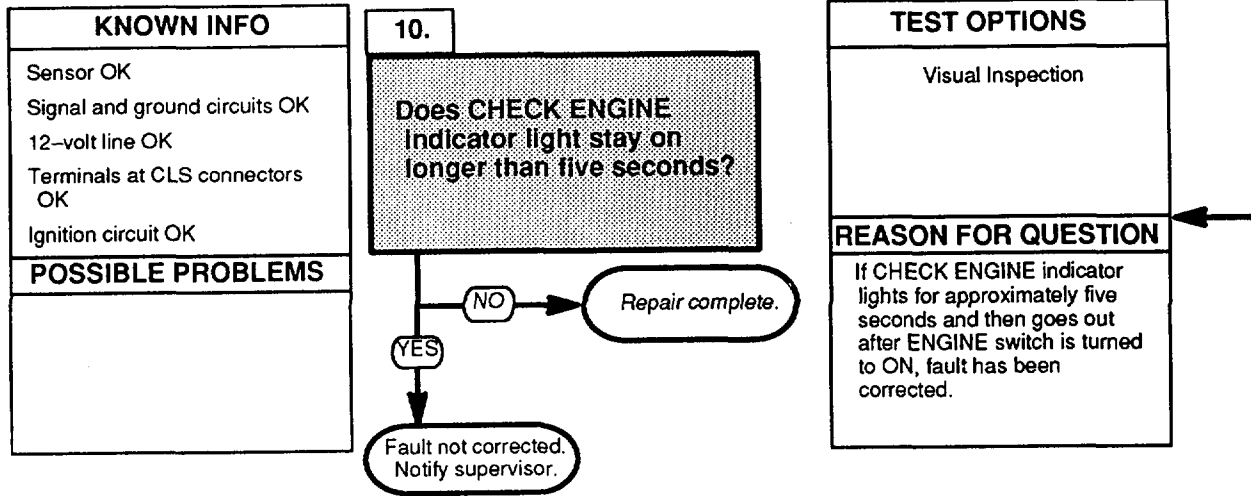 KNOWN INFO
Sensor OK
Signal and ground circuits OK
12–volt line OK
Terminals at CLS connectors
OK
Ignition circuit OK
POSSIBLE PROBLEMS
10.
Does CHECK ENGINE
indicator light stay on
longer than five seconds?
NO
Repair complete.
YES
Fault not corrected.
Notify supervisor.
TEST OPTIONS
Visual Inspection
REASON FOR QUESTION
If CHECK ENGINE indicator
lights for approximately five
seconds and then goes out
after ENGINE switch is turned
to ON, fault has been
corrected.